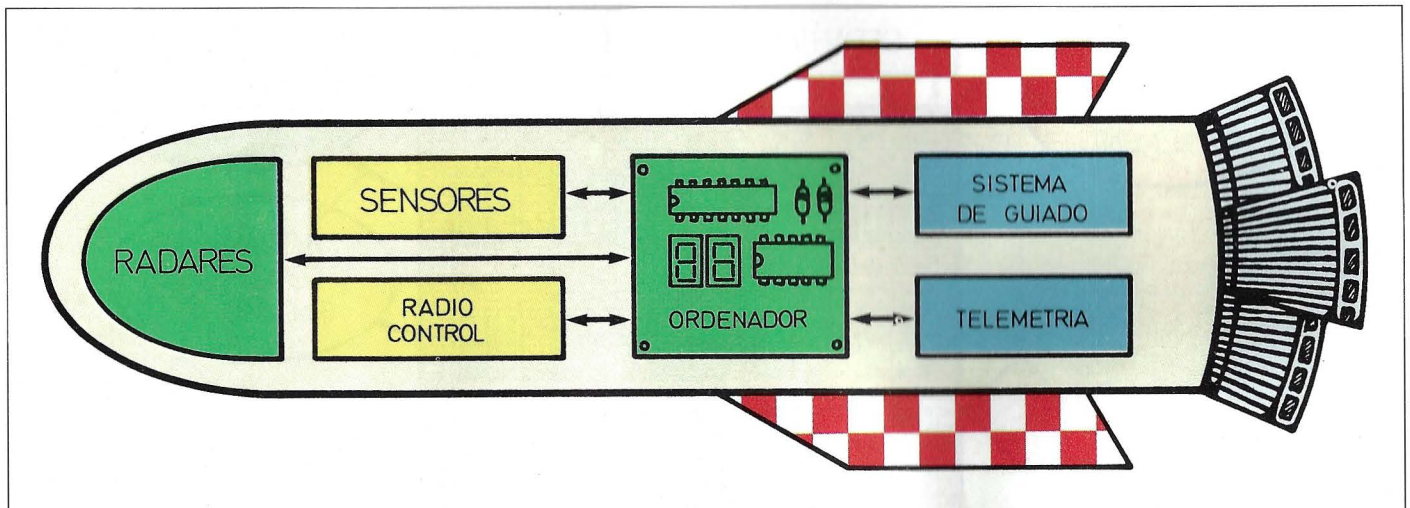 RADARES
SENSORES
RADIO
CONTROL
ORDENADOR
SISTEMA
DE GUIADO
TELEMETRIA